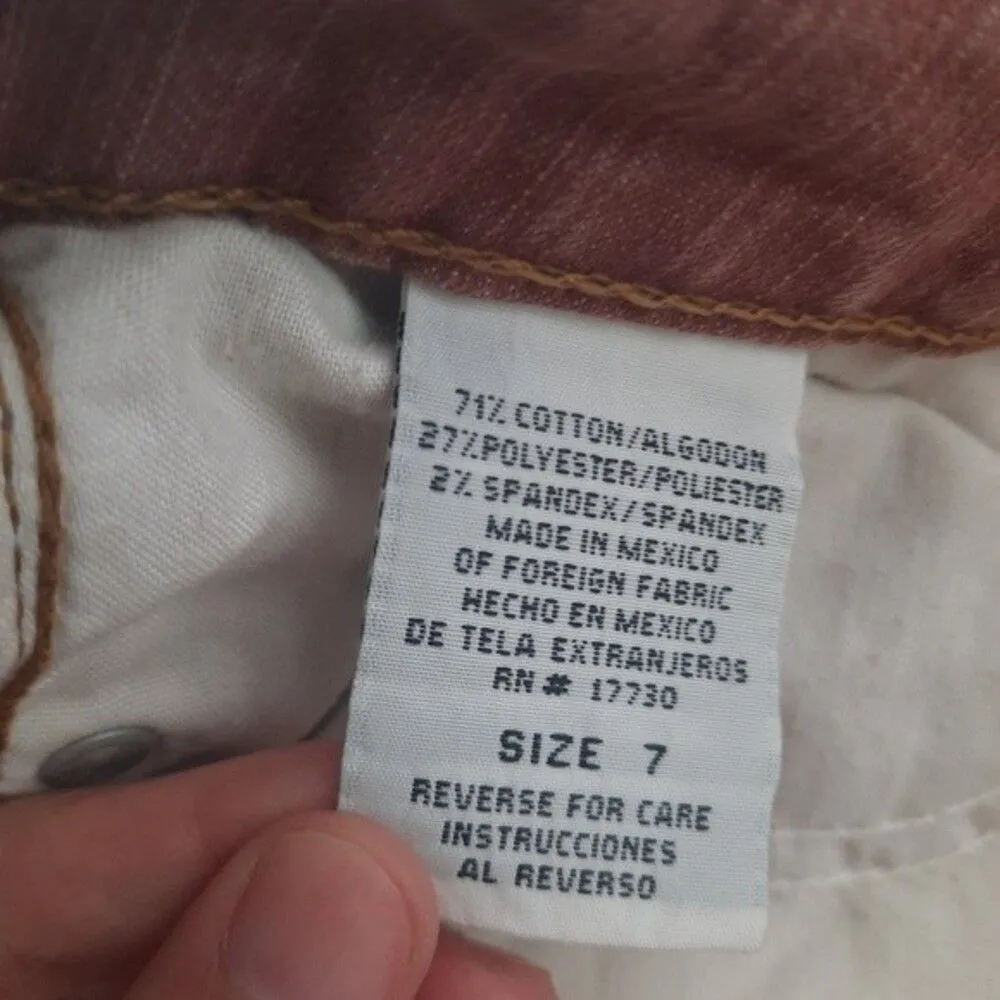 71% COTTON/ALGODON
27% POLYESTER/POLIESTER
2% SPANDEX/SPANDEX
MADE IN MEXICO
OF FOREIGN FABRIC
HECHO EN MEXICO
DE TELA EXTRANJEROS
RN# 17730
SIZE 7
REVERSE FOR CARE
INSTRUCCIONES
AL REVERSO